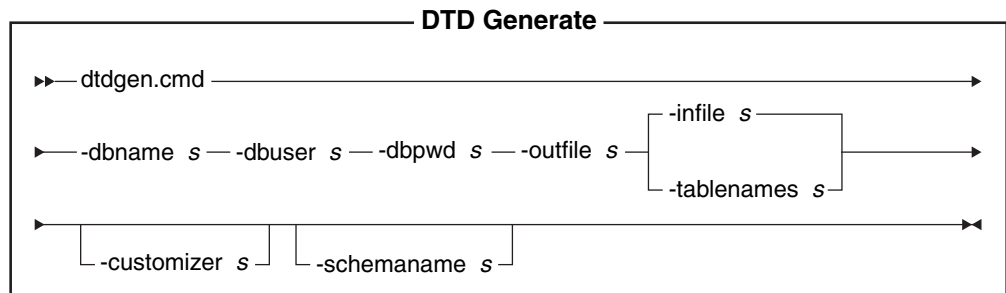 DTD Generate
dtdgen.cmd
-infile s
-dbname s -dbuser s -dbpwd s -outfile s
-tablenames s
-customizer s -schemaname s